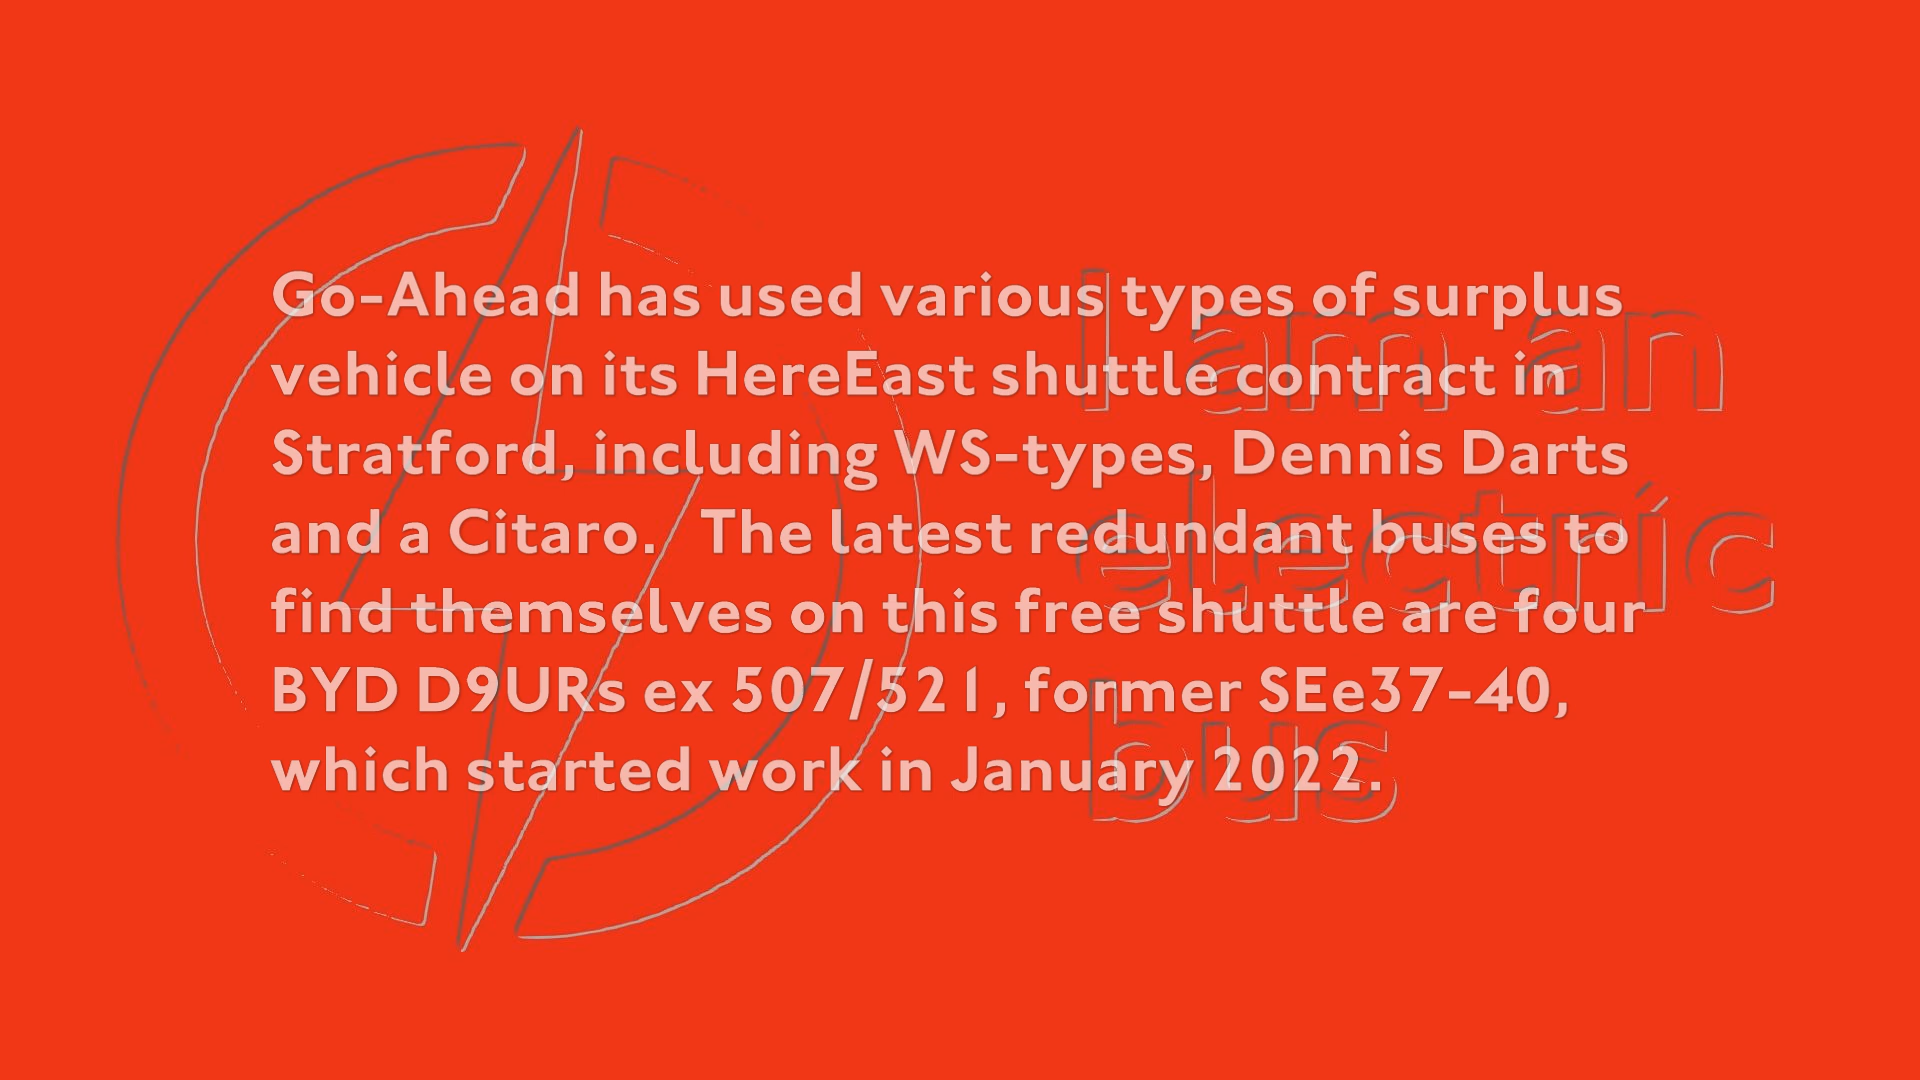 Go-Ahead has used various types of surplus
vehicle on its HereEast shuttle contract in
Stratford, including WS-types, Dennis Darts
and a Citaro.   The latest redundant buses to
find themselves on this free shuttle are four
BYD D9URs ex 507/521, former SEe37-40,
which started work in January 2022.
I am an
electric
bus